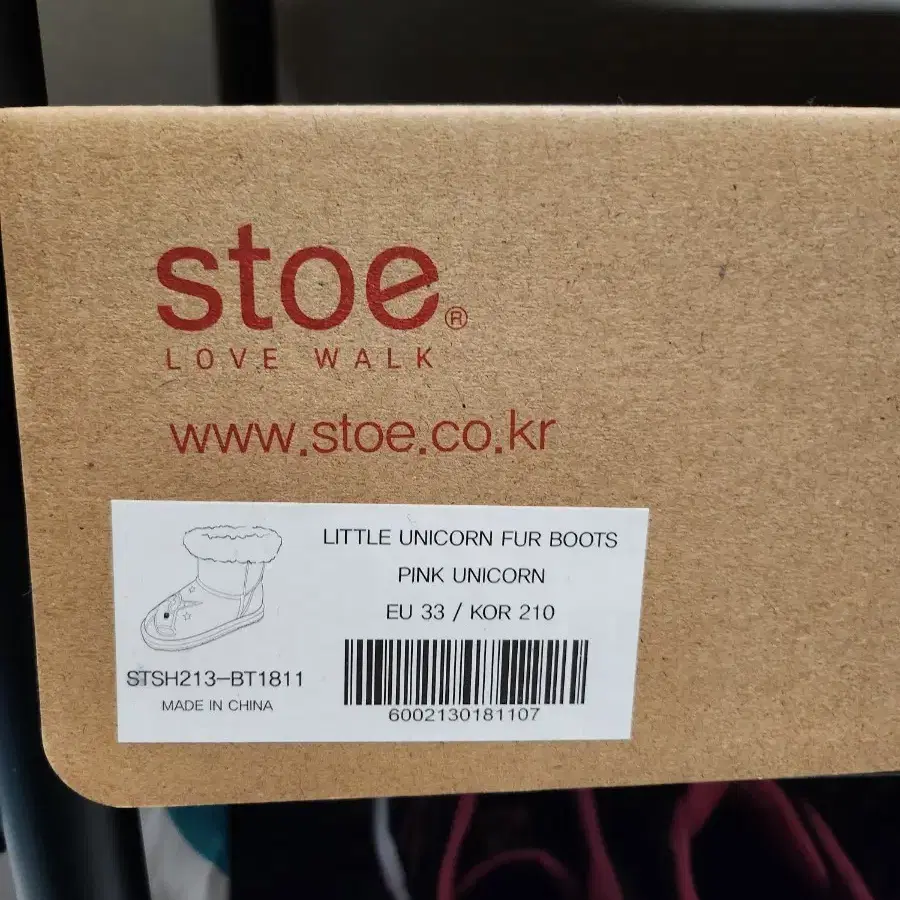 stoe®
LOVE WALK
www.stoe.co.kr
LITTLE UNICORN FUR BOOTS
PINK UNICORN
EU 33 / KOR 210
STSH213-BT1811
MADE IN CHINA
6002130181107